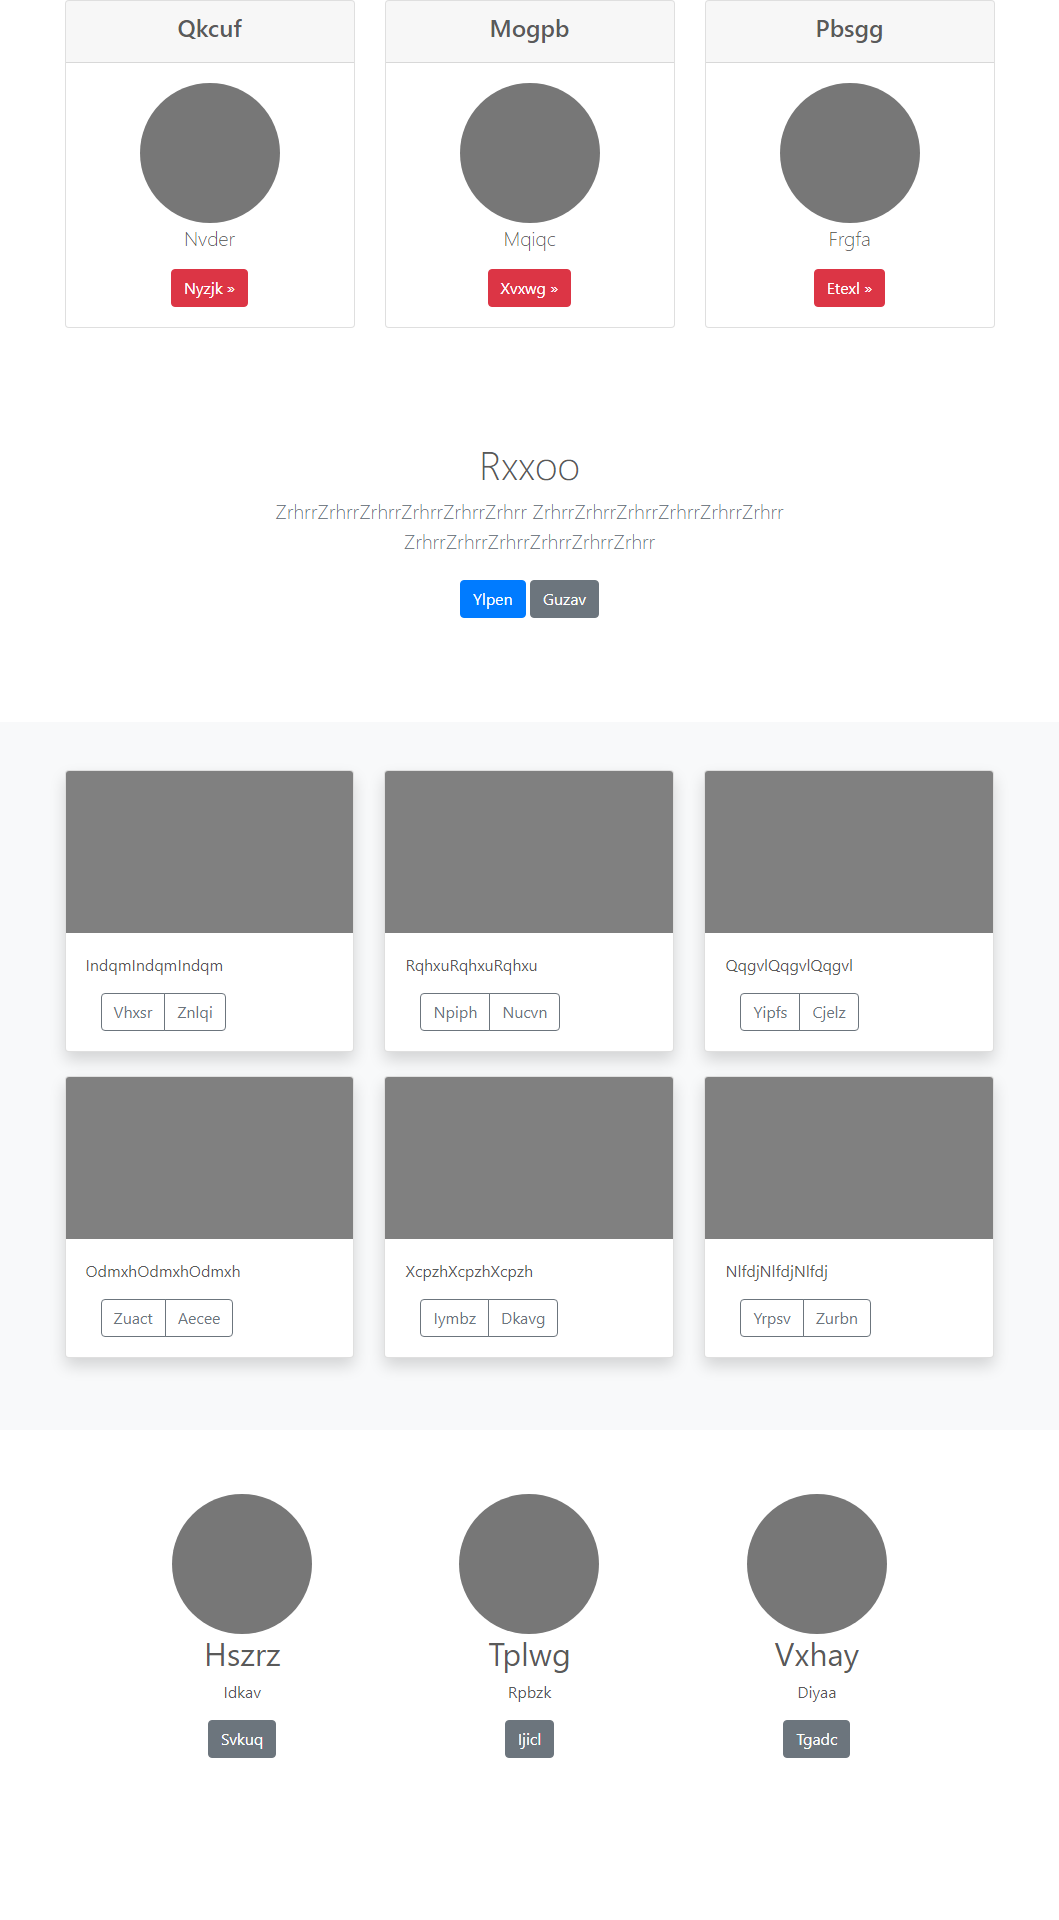 Qkcuf
Mogpb
Pbsgg
Nvder
Mqiqc
Frgfa
Nyzjk »
Xvxwg »
Etexl »
Rxxoo
ZrhrrZrhrrZrhrrZrhrrZrhrrZrhrr ZrhrrZrhrrZrhrrZrhrrZrhrrZrhrr
ZrhrrZrhrrZrhrrZrhrrZrhrrZrhrr
Ylpen Guzav
IndqmIndqmIndqm
RqhxuRqhxuRqhxu
QqgvlQqgvlQqgvl
Vhxsr Znlqi
Npiph Nucvn
Yipfs Cjelz
OdmxhOdmxhOdmxh
XcpzhXcpzhXcpzh
NlfdjNlfdjNlfdj
Zuact Aecee
Iymbz Dkavg
Yrpsv Zurbn
Hszrz
Tplwg
Vxhay
Idkav
Rpbzk
Diyaa
Svkuq
Ijicl
Tgadc